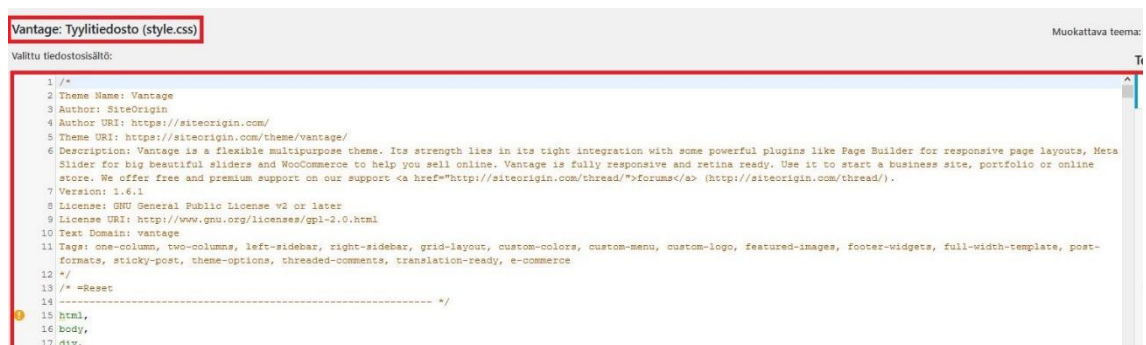 Vantage: Tyylitiedosto (style.css)
Muokattava teema:
Valittu tiedostosisältö:
1 /*
2 Theme Name: Vantage
3 Author: SiteOrigin
4 Author URI: https://siteorigin.com/
5 Theme URI: https://siteorigin.com/theme/vantage/
6 Description: Vantage is a flexible multipurpose theme. Its strength lies in its tight integration with some powerful plugins like Page Builder for responsive page layouts, Meta
Slider for big beautiful sliders and WooCommerce to help you sell online. Vantage is fully responsive and retina ready. Use it to start a business site, portfolio or online
store. We offer free and premium support on our support <a href="http://siteorigin.com/thread/">forums</a> (http://siteorigin.com/thread/).
7 Version: 1.6.1
8 License: GNU General Public License v2 or later
9 License URI: http://www.gnu.org/licenses/gpl-2.0.html
10 Text Domain: vantage
11 Tags: one-column, two-columns, left-sidebar, right-sidebar, grid-layout, custom-colors, custom-menu, custom-logo, featured-images, footer-widgets, full-width-template, post-
formats, sticky-post, theme-options, threaded-comments, translation-ready, e-commerce
12 */
13 /* =Reset
14 -------------------------------------------------------------- */
15 html,
16 body,
17 div,